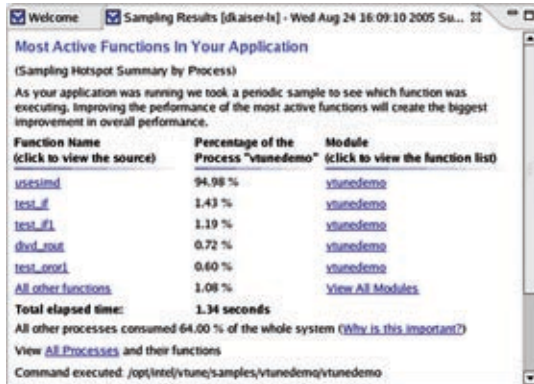 Welcome
Sampling Results [dkaiser-lx] - Wed Aug 24 16:09:10 2005 Su...
Most Active Functions In Your Application
(Sampling Hotspot Summary by Process)
As your application was running we took a periodic sample to see which function was
executing. Improving the performance of the most active functions will create the biggest
improvement in overall performance.
Function Name Percentage of the Module
(click to view the source) Process "vtunedemo" (click to view the function list)
usesimd 94.98 % vtunedemo
test_if 1.43 % vtunedemo
test_if1 1.19 % vtunedemo
divd_rout 0.72 % vtunedemo
test_oror1 0.60 % vtunedemo
All other functions 1.08 % View All Modules
Total elapsed time: 1.34 seconds
All other processes consumed 64.00 % of the whole system (Why is this important?)
View All Processes and their functions
Command executed: /opt/intel/vtune/samples/vtunedemo/vtunedemo